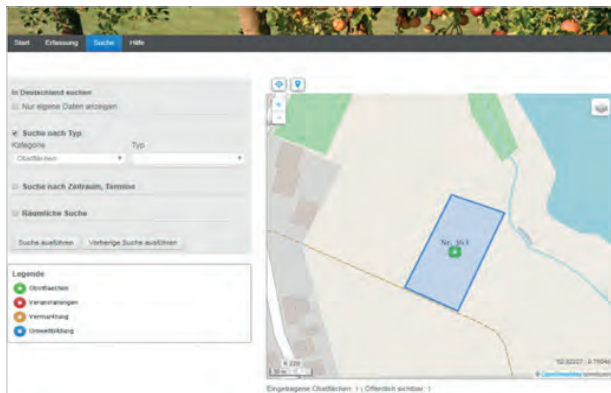 Start Erfassung Suche Hilfe
In Deutschland suchen
Nur eigene Daten anzeigen
Suche nach Typ
Kategorie Typ
Obstflächen
Suche nach Zeitraum, Termine
Räumliche Suche
Suche ausführen Vorherige Suche ausführen
Legende
Obstflächen
Veranstaltungen
Vermarktung
Umweltbildung
+
-
Nr. 363
Eingetragene Obstflächen: 1 | Öffentlich sichtbar: 1